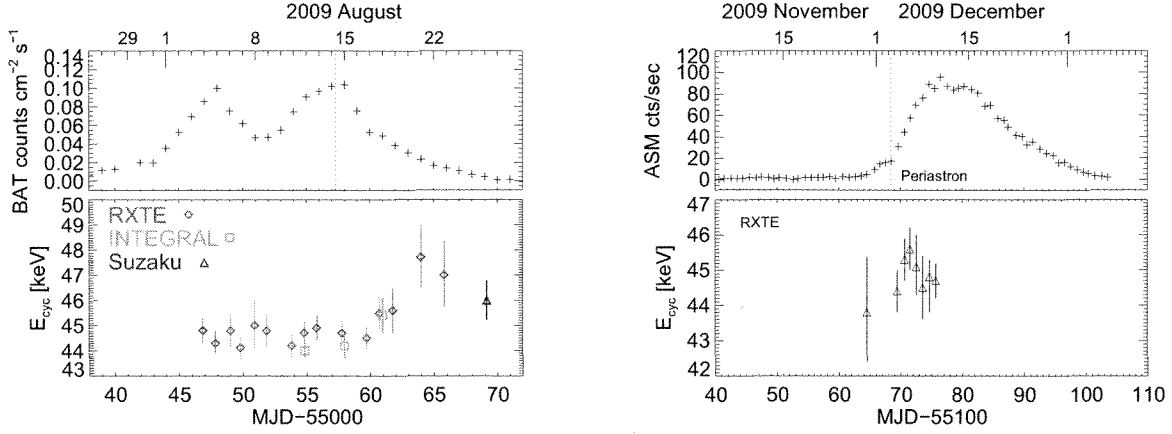 2009 August
29 1 8 15 22
BAT counts cm⁻² s⁻¹
0.14
0.12
0.10
0.08
0.06
0.04
0.02
0.00
E_cyc [keV]
50
49
48
47
46
45
44
43
RXTE
INTEGRAL
Suzaku
40 45 50 55 60 65 70
MJD−55000
2009 November 2009 December
15 1 15 1
ASM cts/sec
120
100
80
60
40
20
0
Periastron
E_cyc [keV]
47
46
45
44
43
42
RXTE
40 50 60 70 80 90 100 110
MJD−55100